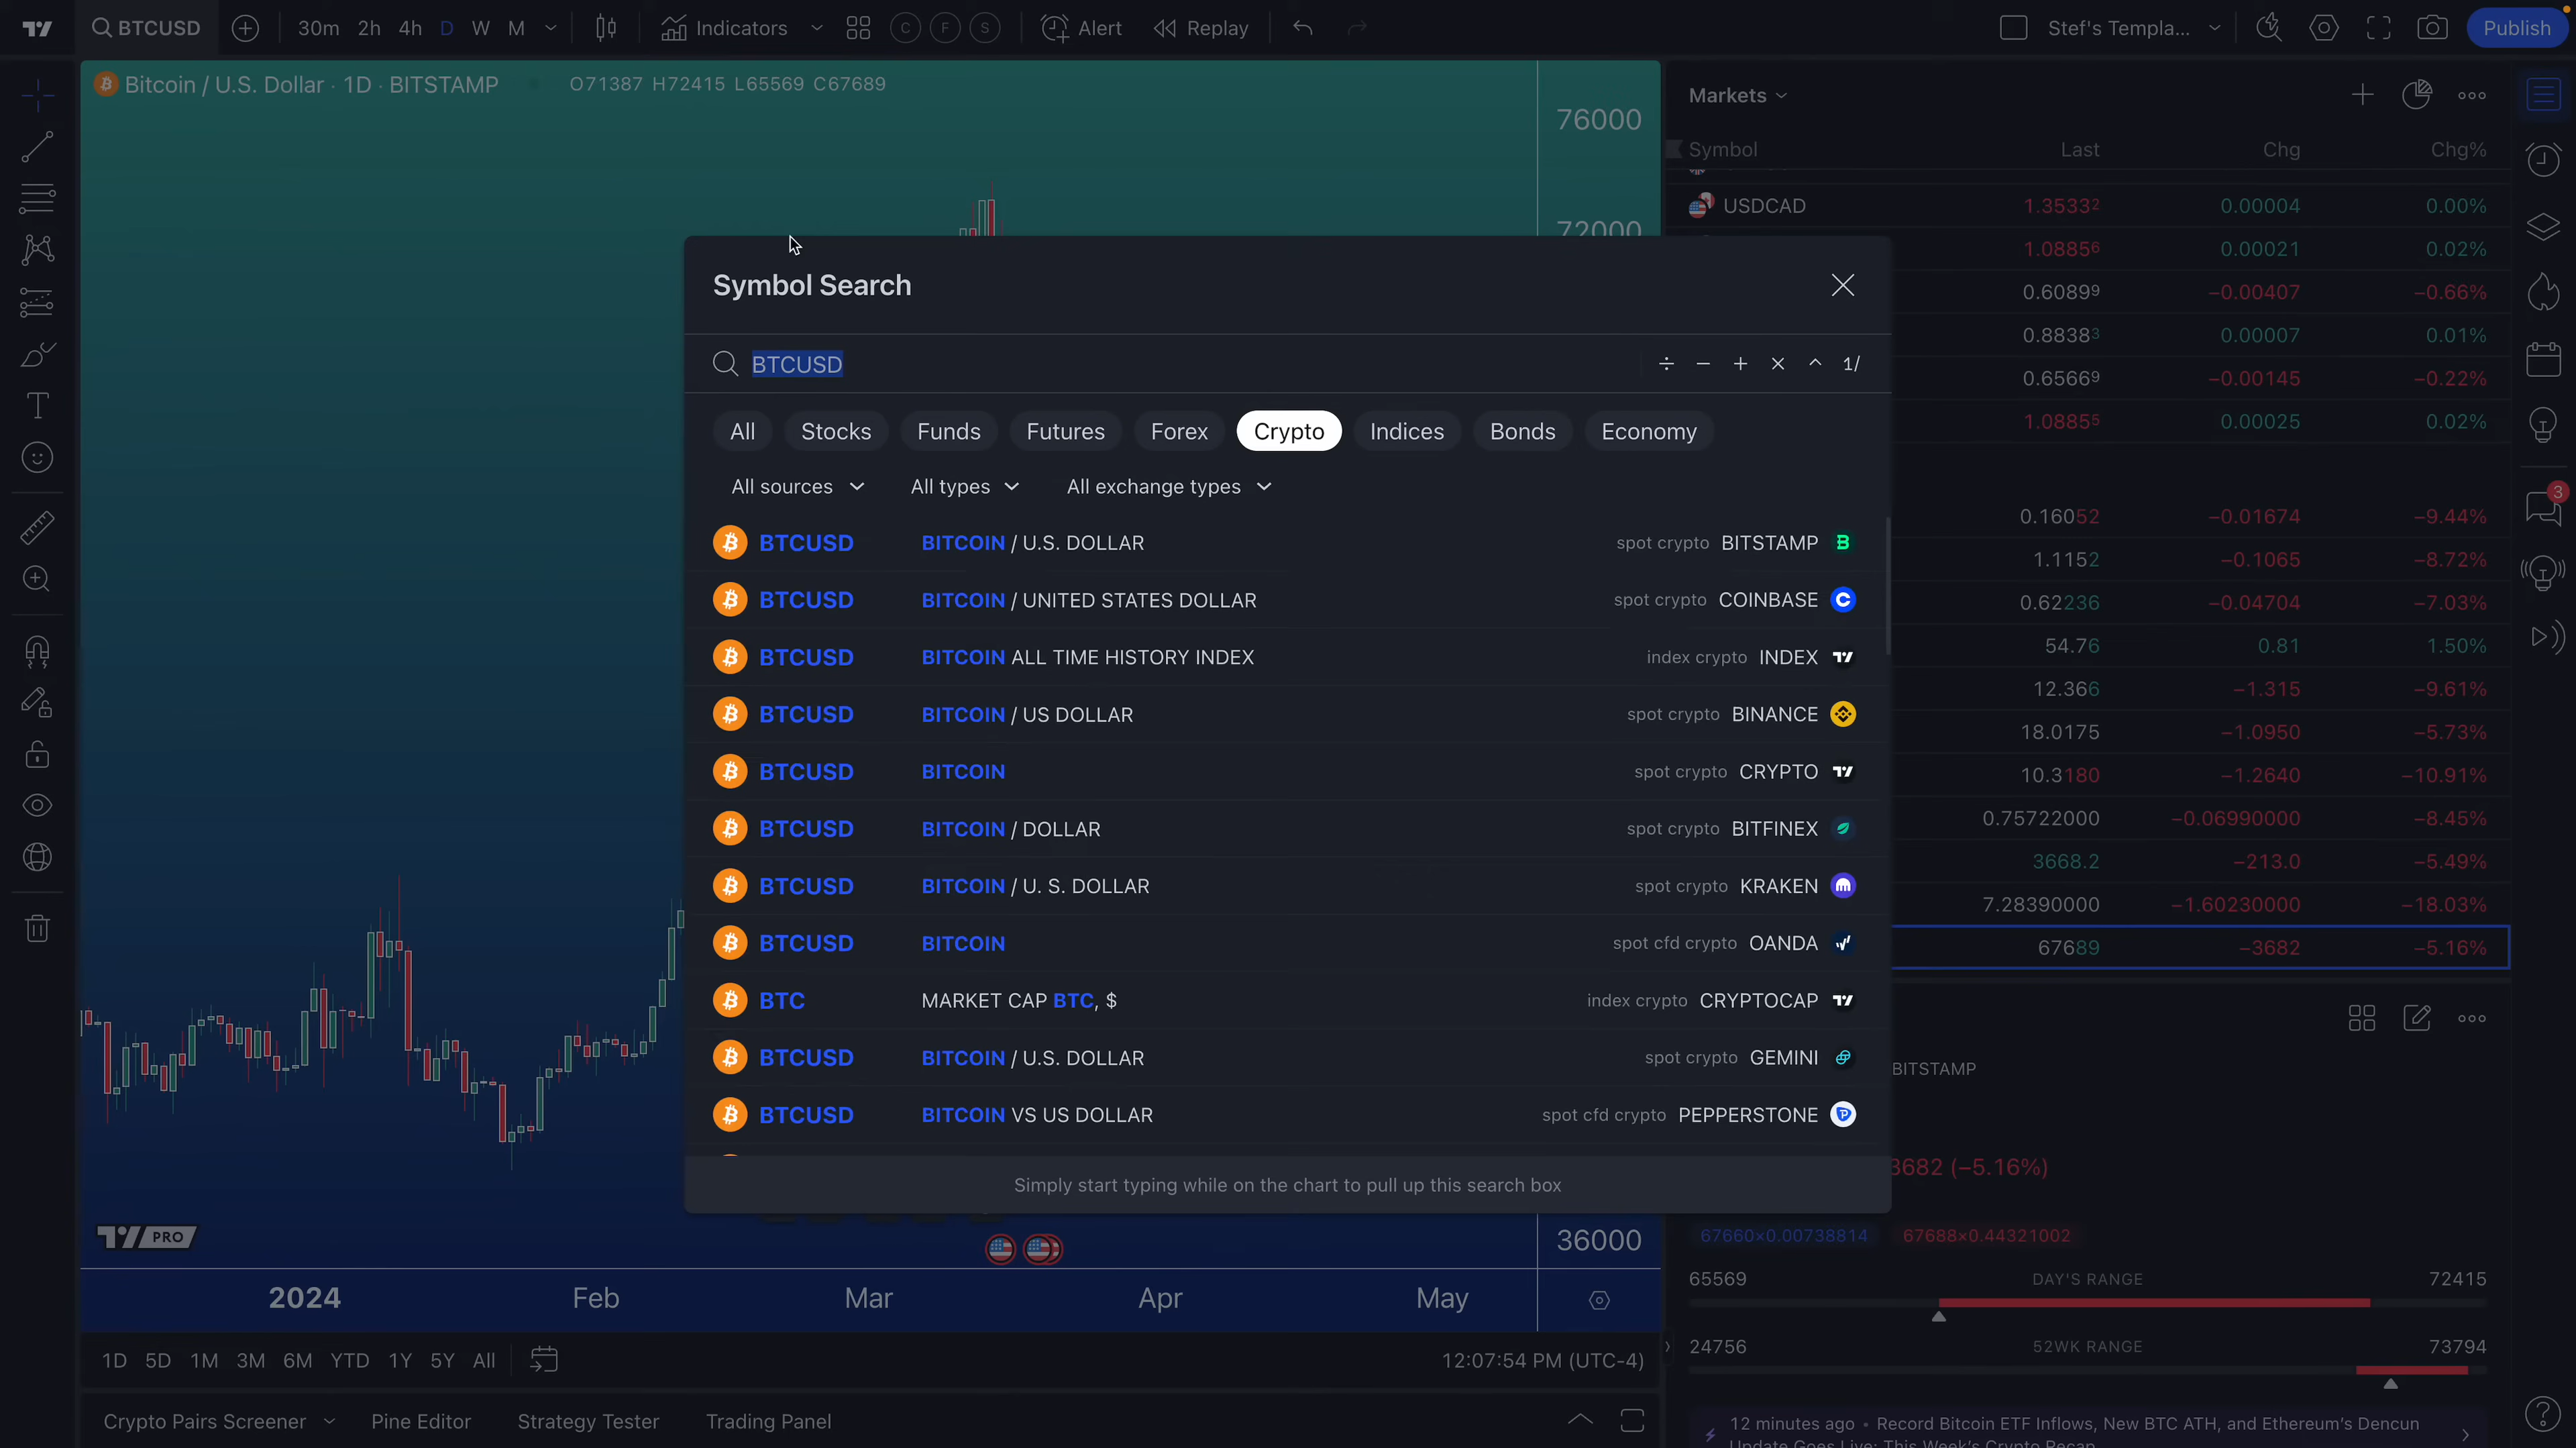 BTCUSD 30m 2h 4h D W M Indicators C F S Alert Replay Stef's Templa... Publish
Bitcoin / U.S. Dollar · 1D · BITSTAMP O71387 H72415 L65569 C67689
76000
72000
Symbol Search
BTCUSD ÷ − + × ^ 1/
All Stocks Funds Futures Forex Crypto Indices Bonds Economy
All sources All types All exchange types
BTCUSD BITCOIN / U.S. DOLLAR spot crypto BITSTAMP
BTCUSD BITCOIN / UNITED STATES DOLLAR spot crypto COINBASE
BTCUSD BITCOIN ALL TIME HISTORY INDEX index crypto INDEX
BTCUSD BITCOIN / US DOLLAR spot crypto BINANCE
BTCUSD BITCOIN spot crypto CRYPTO
BTCUSD BITCOIN / DOLLAR spot crypto BITFINEX
BTCUSD BITCOIN / U. S. DOLLAR spot crypto KRAKEN
BTCUSD BITCOIN spot cfd crypto OANDA
BTC MARKET CAP BTC, $ index crypto CRYPTOCAP
BTCUSD BITCOIN / U.S. DOLLAR spot crypto GEMINI
BTCUSD BITCOIN VS US DOLLAR spot cfd crypto PEPPERSTONE
Simply start typing while on the chart to pull up this search box
PRO
36000
2024 Feb Mar Apr May
1D 5D 1M 3M 6M YTD 1Y 5Y All 12:07:54 PM (UTC-4)
Crypto Pairs Screener Pine Editor Strategy Tester Trading Panel
Markets
Symbol Last Chg Chg%
USDCAD 1.35332 0.00004 0.00%
1.08856 0.00021 0.02%
0.60899 −0.00407 −0.66%
0.88383 0.00007 0.01%
0.65669 −0.00145 −0.22%
1.08855 0.00025 0.02%
0.16052 −0.01674 −9.44%
1.1152 −0.1065 −8.72%
0.62236 −0.04704 −7.03%
54.76 0.81 1.50%
12.366 −1.315 −9.61%
18.0175 −1.0950 −5.73%
10.3180 −1.2640 −10.91%
0.75722000 −0.06990000 −8.45%
3668.2 −213.0 −5.49%
7.28390000 −1.60230000 −18.03%
67689 −3682 −5.16%
BITSTAMP
3682 (−5.16%)
67660×0.00738814 67688×0.44321002
65569 DAY'S RANGE 72415
24756 52WK RANGE 73794
12 minutes ago • Record Bitcoin ETF Inflows, New BTC ATH, and Ethereum's Dencun
Update Goes Live: This Week's Crypto Recap
3